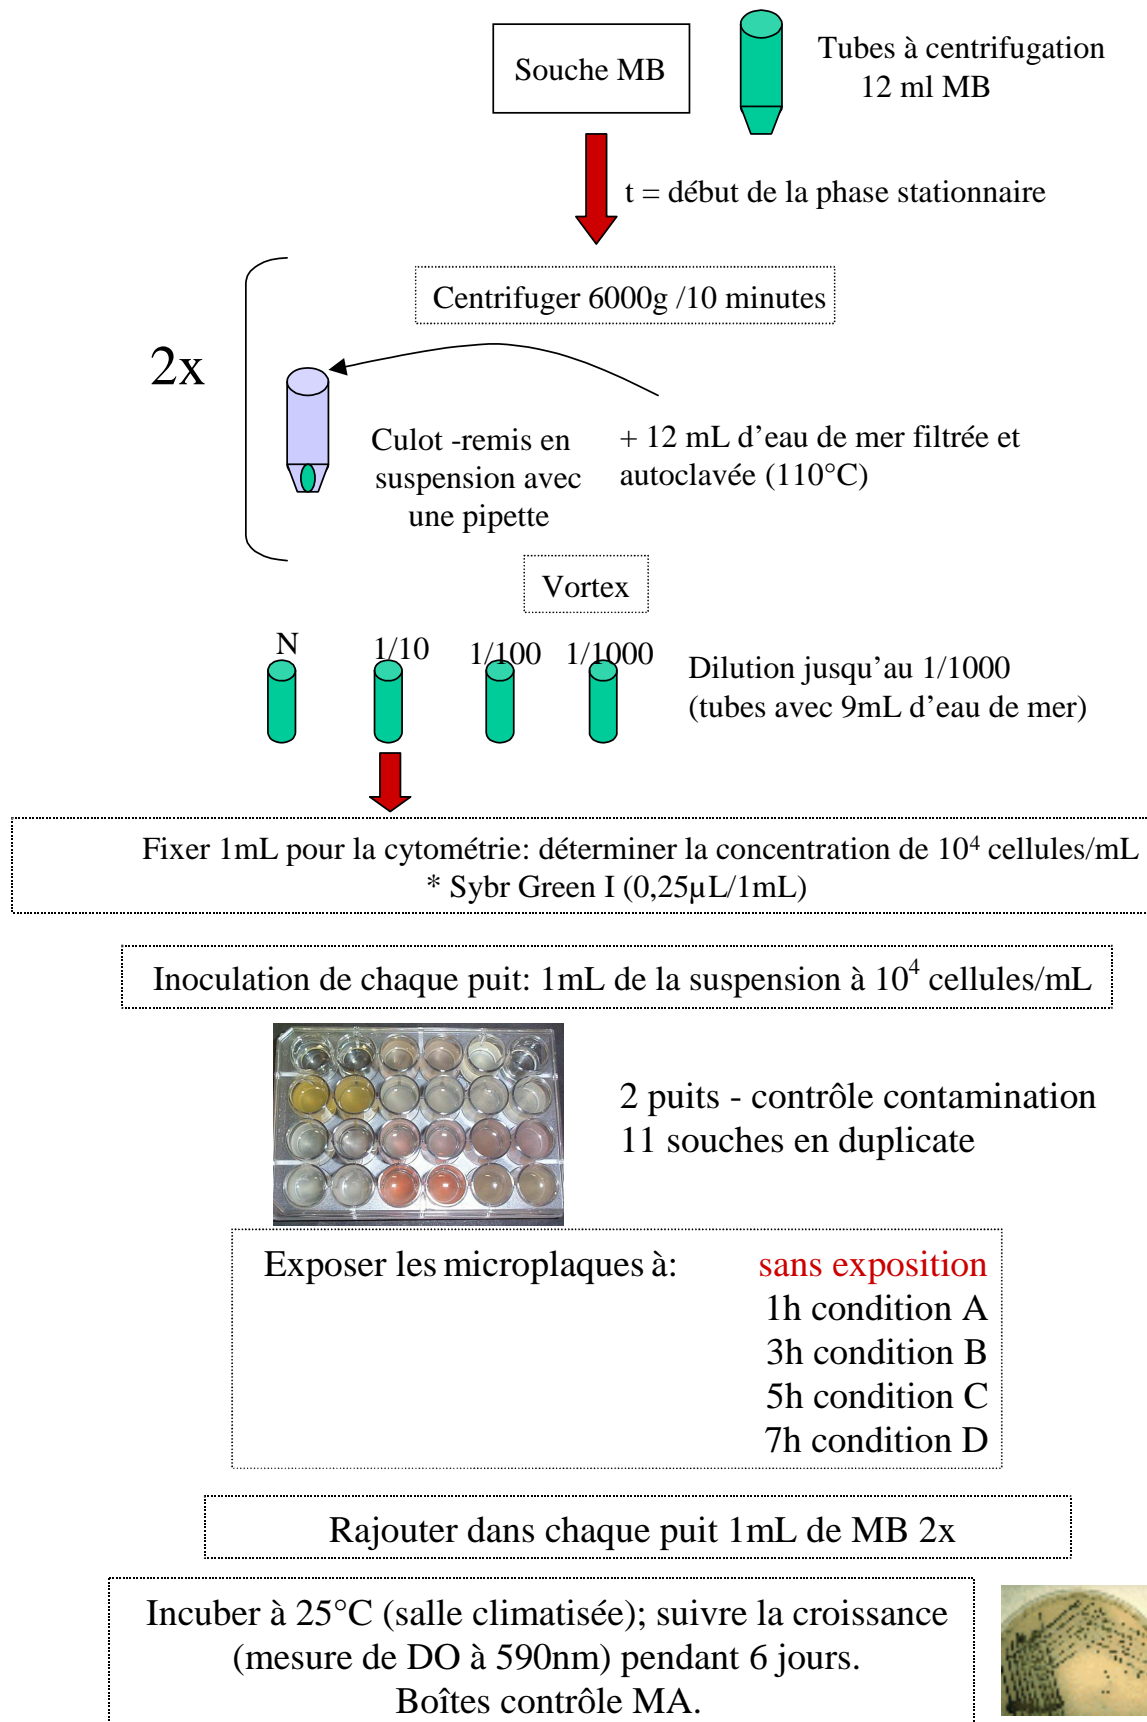 Souche MB
Tubes à centrifugation
12 ml MB
t = début de la phase stationnaire
Centrifuger 6000g /10 minutes
2x
Culot -remis en
suspension avec
une pipette
+ 12 mL d’eau de mer filtrée et
autoclavée (110°C)
Vortex
N
1/10
1/100
1/1000
Dilution jusqu’au 1/1000
(tubes avec 9mL d’eau de mer)
Fixer 1mL pour la cytométrie: déterminer la concentration de 10⁴ cellules/mL
* Sybr Green I (0,25µL/1mL)
Inoculation de chaque puit: 1mL de la suspension à 10⁴ cellules/mL
2 puits - contrôle contamination
11 souches en duplicate
Exposer les microplaques à: sans exposition
1h condition A
3h condition B
5h condition C
7h condition D
Rajouter dans chaque puit 1mL de MB 2x
Incuber à 25°C (salle climatisée); suivre la croissance
(mesure de DO à 590nm) pendant 6 jours.
Boîtes contrôle MA.